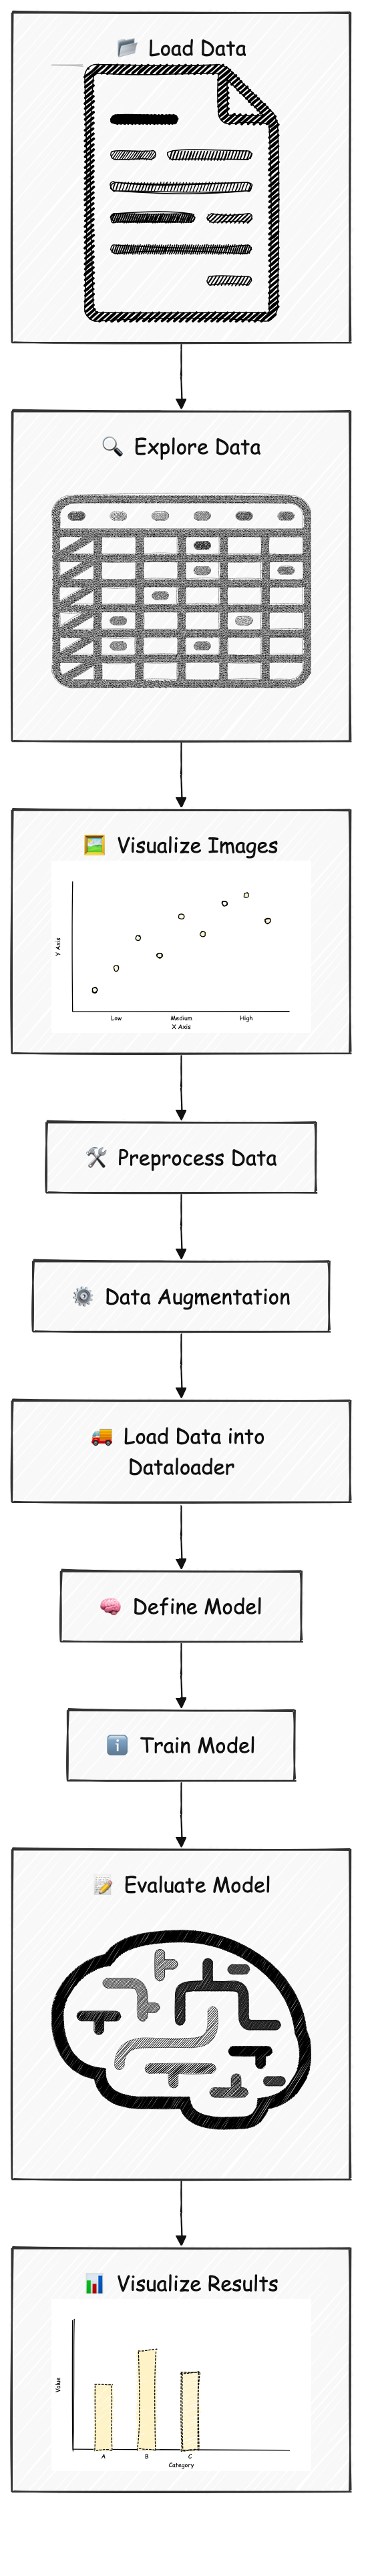 Load Data
Explore Data
Visualize Images
Y Axis
Low Medium High
X Axis
Preprocess Data
Data Augmentation
Load Data into
Dataloader
Define Model
Train Model
Evaluate Model
Visualize Results
Value
A B C
Category